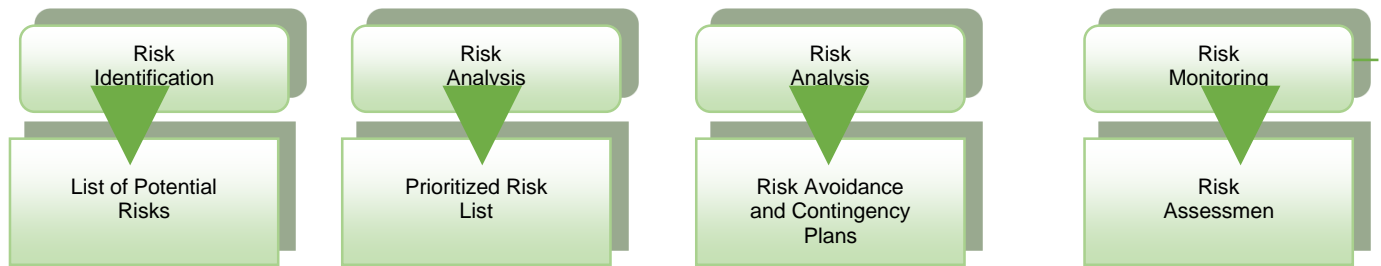 Risk
Identification
Risk
Analysis
Risk
Analysis
Risk
Monitoring
List of Potential
Risks
Prioritized Risk
List
Risk Avoidance
and Contingency
Plans
Risk
Assessmen